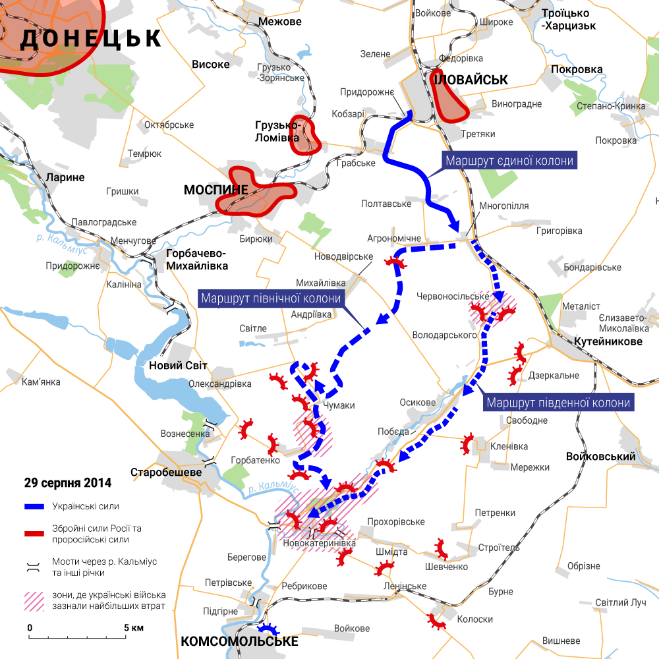 Войкове
Широке
Троїцько
-Харцизьк
Межове
ДОНЕЦЬК
Зелене
Федорівка
Високе
Грузько
-Зорянське
ІЛОВАЙСЬК
Покровка
Придорожне
Виноградне
Степано-Кринка
Кобзарі
Октябрське
Грузько-
Ломівка
Третяки
Покровка
Темрюк
Грабське
Маршрут єдиної колони
Ларине
Гришки
МОСПИНЕ
Полтавське
Многопілля
Павлоградське
р. Кальміус
Менчугове
Бирюки
Агрономічне
Григорівка
Горбачево-
Михайлівка
Новодвірське
Придорожнє
Бондарівське
Калініна
Михайлівка
Маршрут північної колони
Червоносільське
Металіст
Андріївка
Єлизавето-
Миколаївка
Світле
Володарського
Кутейникове
Новий Світ
Дзеркальне
Кам'янка
Олександрівка
Чумаки
Осикове
Маршрут південної колони
Свободне
Вознесенка
Побєда
Кленівка
Войковський
Горбатенко
Мережки
Старобешеве
29 серпня 2014
р. Кальміус
Українські сили
Петренки
Прохорівське
Збройні сили Росії та
проросійські сили
Новокатеринівка
Строїтель
Шмідта
Берегове
Шевченко
Обрізне
Мости через р. Кальміус
та інші річки
Петрівське
Ребрикове
Ленінське
Бурне
зони, де українські війська
зазнали найбільших втрат
Підгірне
Світлий Луч
Колоски
0
5 км
Войкове
КОМСОМОЛЬСЬКЕ
Вишневе